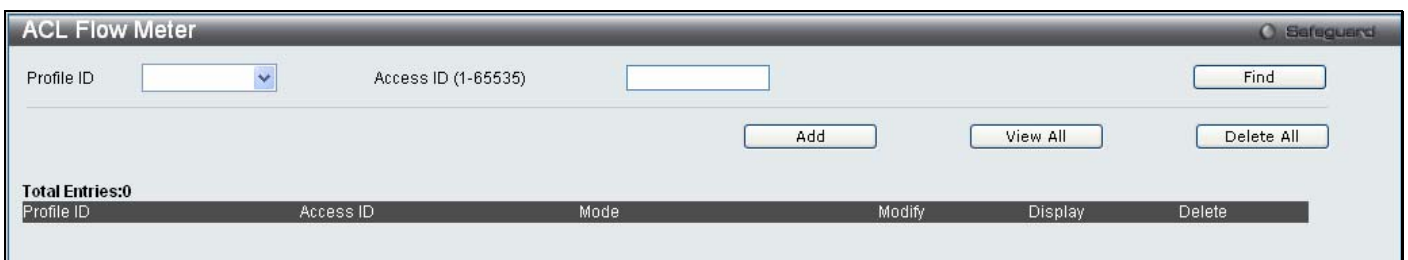 ACL Flow Meter
Safeguard
Profile ID Access ID (1-65535) Find
Add View All Delete All
Total Entries:0
Profile ID Access ID Mode Modify Display Delete